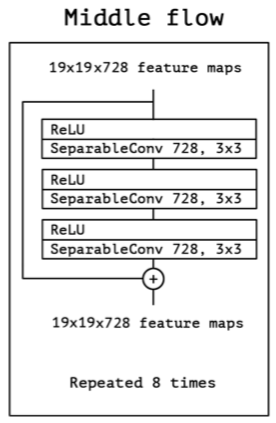 Middle flow
19x19x728 feature maps
ReLU
SeparableConv 728, 3x3
ReLU
SeparableConv 728, 3x3
ReLU
SeparableConv 728, 3x3
+
19x19x728 feature maps
Repeated 8 times